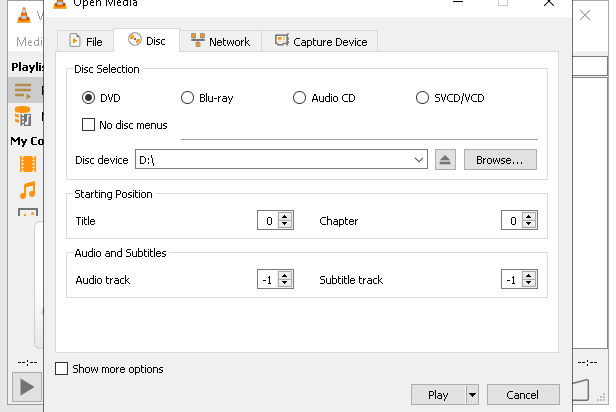 Open Media
Medi
File
Disc
Network
Capture Device
Playlis
My Co
Disc Selection
DVD
Blu-ray
Audio CD
SVCD/VCD
No disc menus
Disc device
D:\
Browse...
Starting Position
Title
0
Chapter
0
Audio and Subtitles
Audio track
-1
Subtitle track
-1
--:--
--:--
Show more options
Play
Cancel